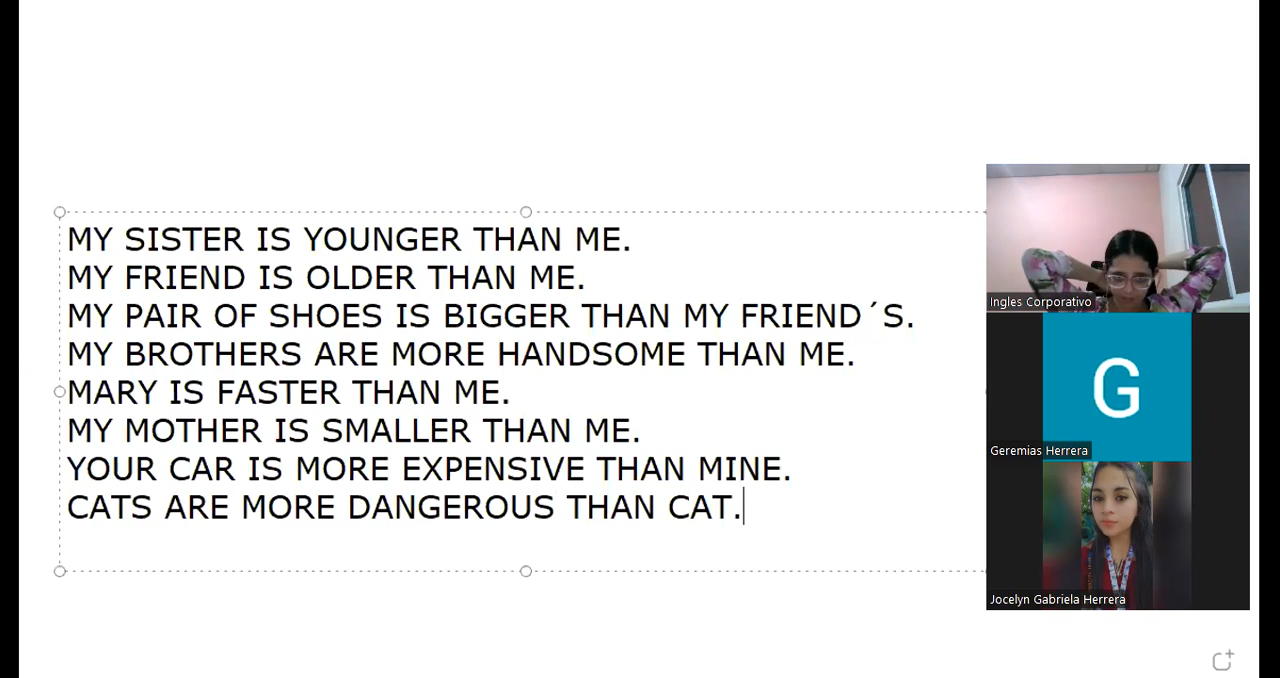 MY SISTER IS YOUNGER THAN ME.
MY FRIEND IS OLDER THAN ME.
MY PAIR OF SHOES IS BIGGER THAN MY FRIEND´S.
MY BROTHERS ARE MORE HANDSOME THAN ME.
MARY IS FASTER THAN ME.
MY MOTHER IS SMALLER THAN ME.
YOUR CAR IS MORE EXPENSIVE THAN MINE.
CATS ARE MORE DANGEROUS THAN CAT.
Ingles Corporativo
G
Geremias Herrera
Jocelyn Gabriela Herrera